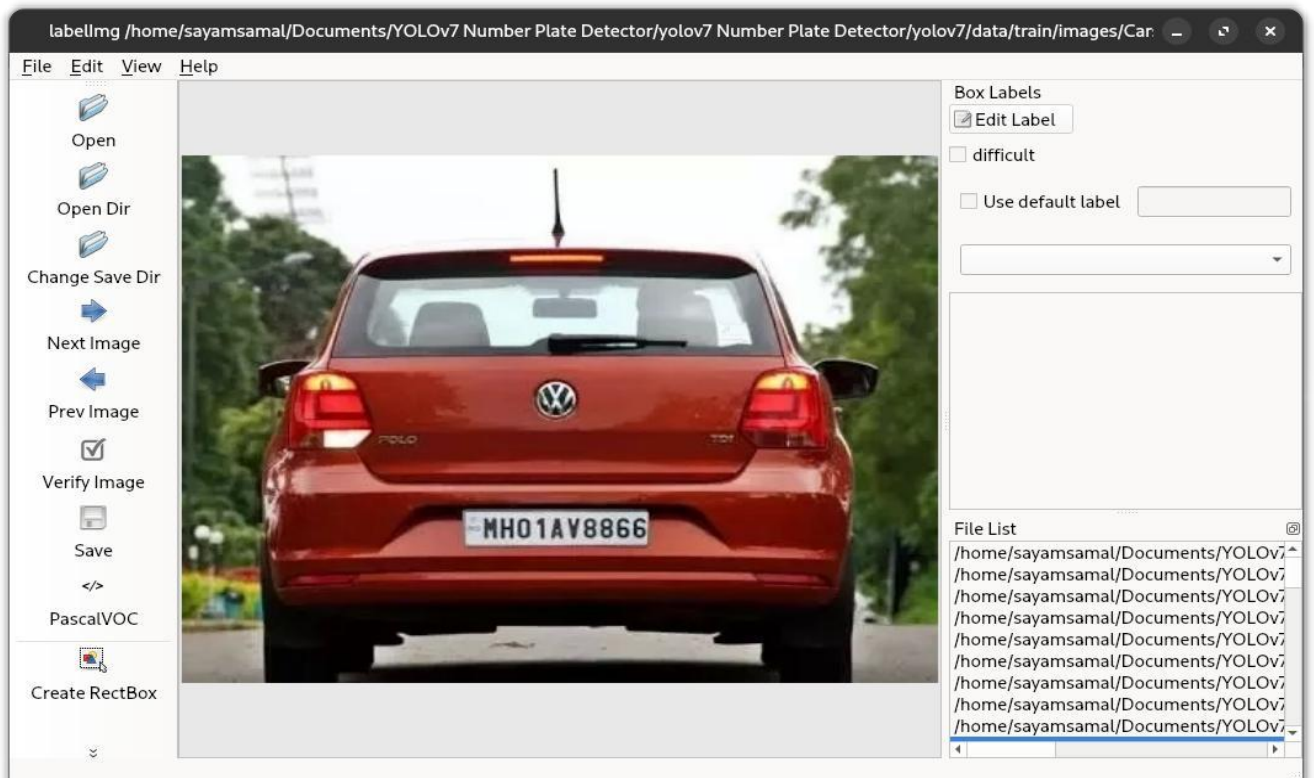 labelImg /home/sayamsamal/Documents/YOLOv7 Number Plate Detector/yolov7 Number Plate Detector/yolov7/data/train/images/Car
File Edit View Help
Open
Open Dir
Change Save Dir
Next Image
Prev Image
Verify Image
Save
</>
PascalVOC
Create RectBox
POLO
TDI
MH01AV8866
Box Labels
Edit Label
difficult
Use default label
File List
/home/sayamsamal/Documents/YOLOv7
/home/sayamsamal/Documents/YOLOv7
/home/sayamsamal/Documents/YOLOv7
/home/sayamsamal/Documents/YOLOv7
/home/sayamsamal/Documents/YOLOv7
/home/sayamsamal/Documents/YOLOv7
/home/sayamsamal/Documents/YOLOv7
/home/sayamsamal/Documents/YOLOv7
/home/sayamsamal/Documents/YOLOv7